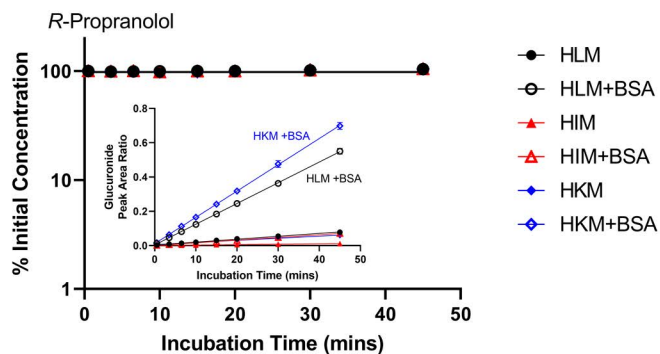 R-Propranolol
% Initial Concentration
100
10
1
0
10
20
30
40
50
Incubation Time (mins)
Glucuronide
Peak Area Ratio
0.8
0.6
0.4
0.2
0.0
0
10
20
30
40
50
Incubation Time (mins)
HKM +BSA
HLM +BSA
HLM
HLM+BSA
HIM
HIM+BSA
HKM
HKM+BSA